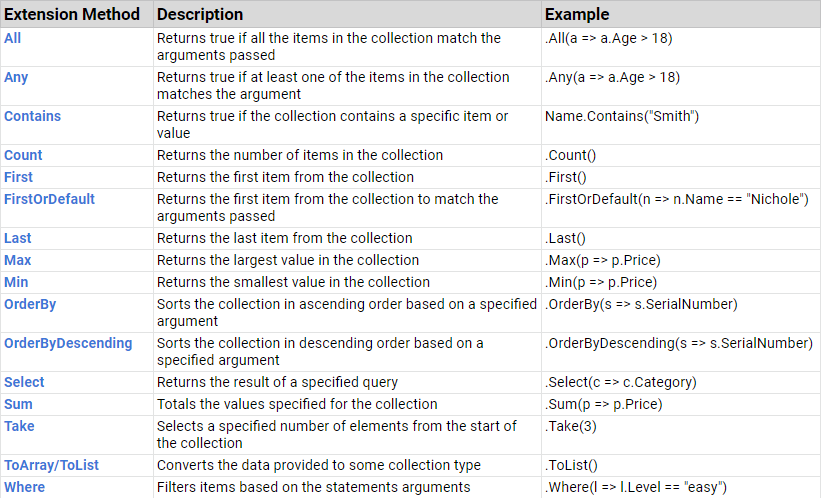 Extension Method Description Example
All Returns true if all the items in the collection match the .All(a => a.Age > 18)
arguments passed
Any Returns true if at least one of the items in the collection .Any(a => a.Age > 18)
matches the argument
Contains Returns true if the collection contains a specific item or Name.Contains("Smith")
value
Count Returns the number of items in the collection .Count()
First Returns the first item from the collection .First()
FirstOrDefault Returns the first item from the collection to match the .FirstOrDefault(n => n.Name == "Nichole")
arguments passed
Last Returns the last item from the collection .Last()
Max Returns the largest value in the collection .Max(p => p.Price)
Min Returns the smallest value in the collection .Min(p => p.Price)
OrderBy Sorts the collection in ascending order based on a specified .OrderBy(s => s.SerialNumber)
argument
OrderByDescending Sorts the collection in descending order based on a .OrderByDescending(s => s.SerialNumber)
specified argument
Select Returns the result of a specified query .Select(c => c.Category)
Sum Totals the values specified for the collection .Sum(p => p.Price)
Take Selects a specified number of elements from the start of .Take(3)
the collection
ToArray/ToList Converts the data provided to some collection type .ToList()
Where Filters items based on the statements arguments .Where(l => l.Level == "easy")